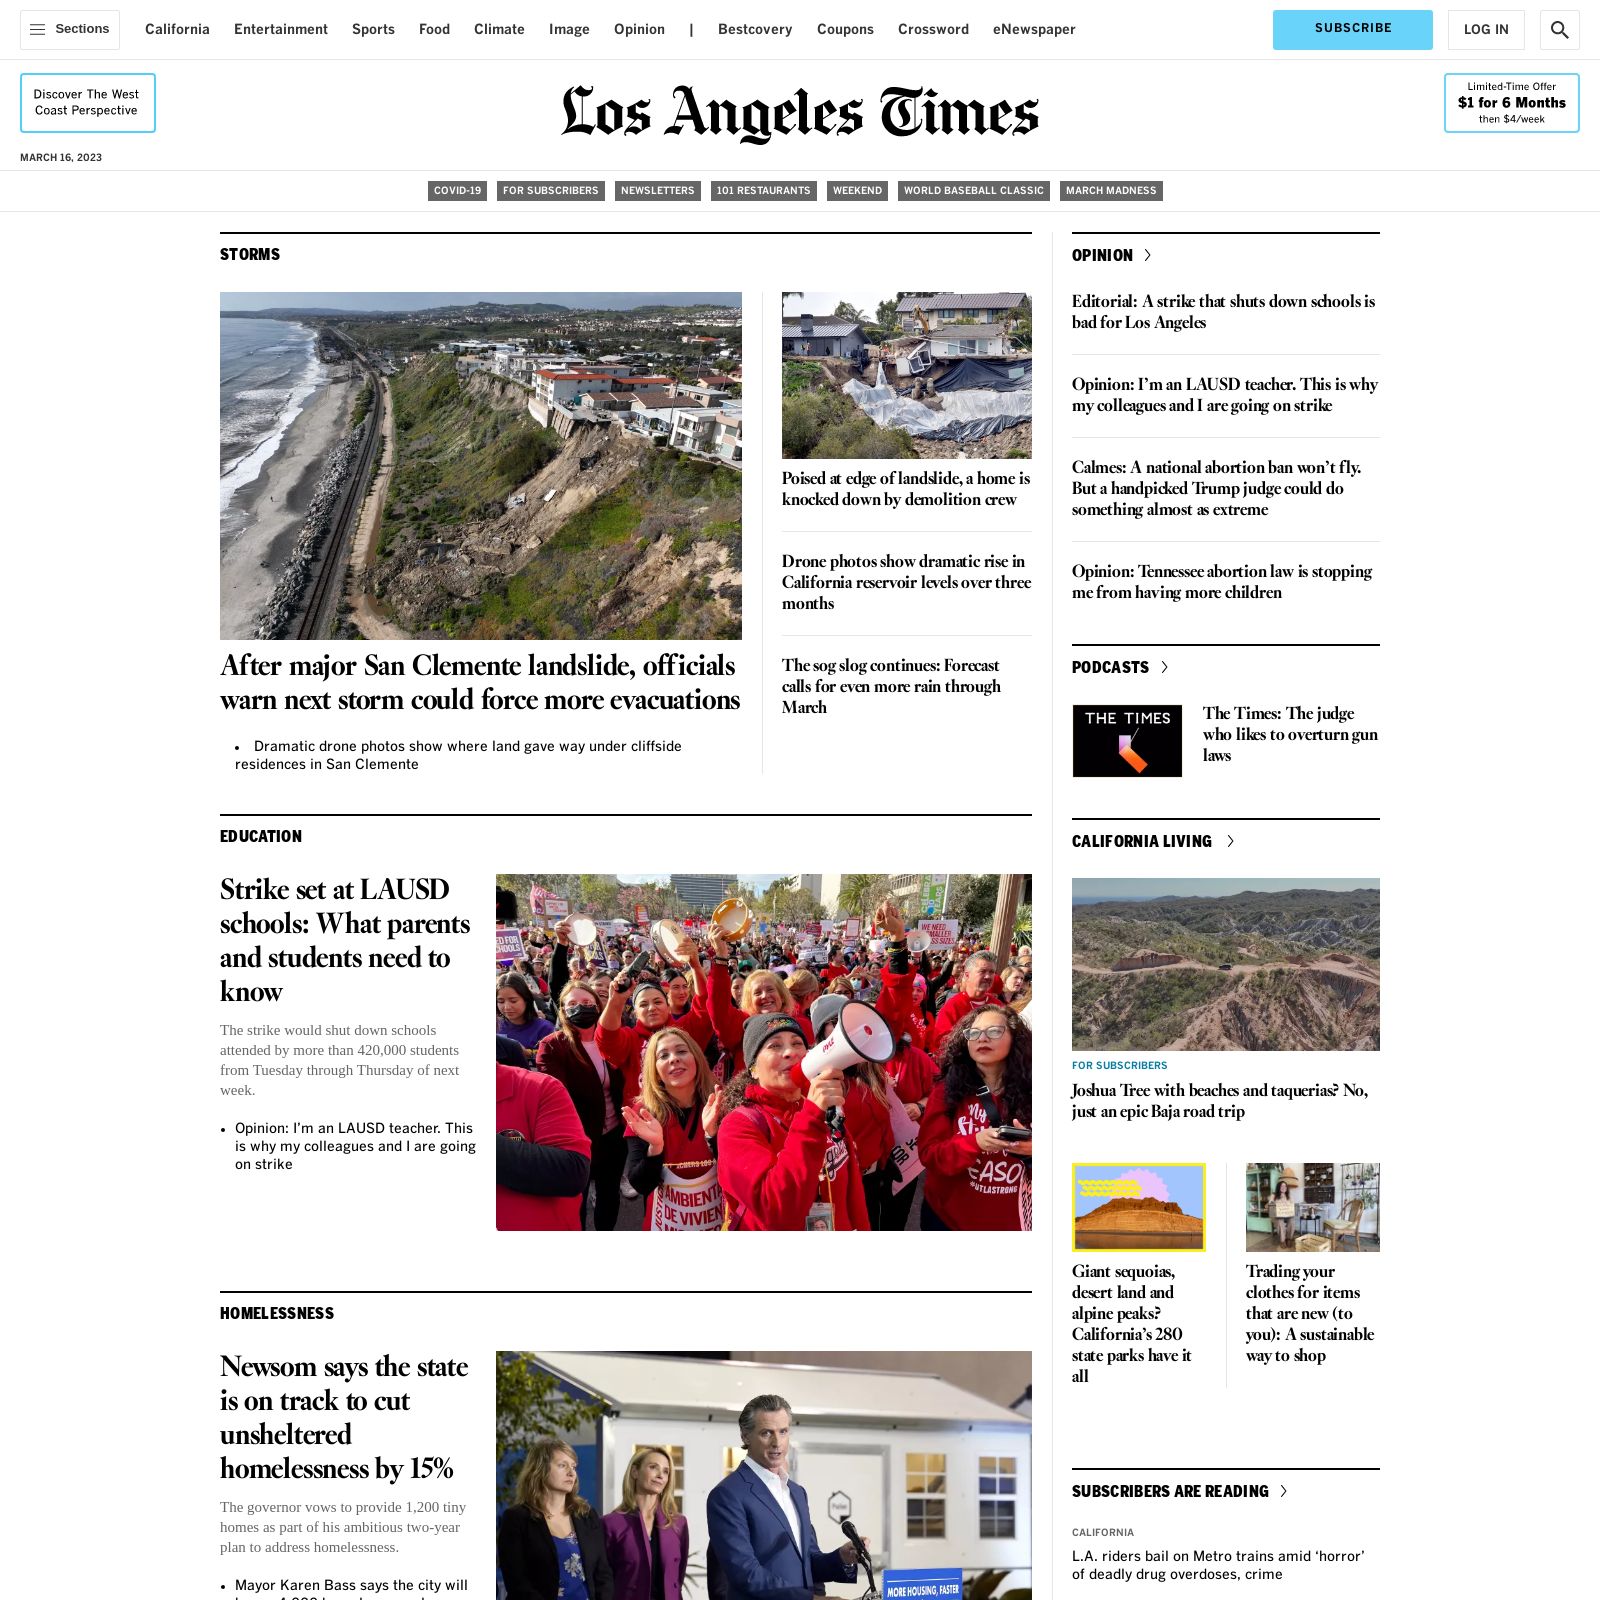 Sections
California
Entertainment
Sports
Food
Climate
Image
Opinion
|
Bestcovery
Coupons
Crossword
eNewspaper
SUBSCRIBE
LOG IN
Discover The West
Coast Perspective
Los Angeles Times
Limited-Time Offer
$1 for 6 Months
then $4/week
MARCH 16, 2023
COVID-19
FOR SUBSCRIBERS
NEWSLETTERS
101 RESTAURANTS
WEEKEND
WORLD BASEBALL CLASSIC
MARCH MADNESS
STORMS
After major San Clemente landslide, officials
warn next storm could force more evacuations
• Dramatic drone photos show where land gave way under cliffside
residences in San Clemente
Poised at edge of landslide, a home is
knocked down by demolition crew
Drone photos show dramatic rise in
California reservoir levels over three
months
The sog slog continues: Forecast
calls for even more rain through
March
EDUCATION
Strike set at LAUSD
schools: What parents
and students need to
know
The strike would shut down schools
attended by more than 420,000 students
from Tuesday through Thursday of next
week.
• Opinion: I’m an LAUSD teacher. This
is why my colleagues and I are going
on strike
WE NEED
SMALLER
CLASS SIZES
AMBIENTA
DE VIVIEN
My
ASO
#UTLASTRONG
HOMELESSNESS
Newsom says the state
is on track to cut
unsheltered
homelessness by 15%
The governor vows to provide 1,200 tiny
homes as part of his ambitious two-year
plan to address homelessness.
• Mayor Karen Bass says the city will
MORE HOUSING, FASTER
OPINION
Editorial: A strike that shuts down schools is
bad for Los Angeles
Opinion: I’m an LAUSD teacher. This is why
my colleagues and I are going on strike
Calmes: A national abortion ban won’t fly.
But a handpicked Trump judge could do
something almost as extreme
Opinion: Tennessee abortion law is stopping
me from having more children
PODCASTS
THE TIMES
The Times: The judge
who likes to overturn gun
laws
CALIFORNIA LIVING
FOR SUBSCRIBERS
Joshua Tree with beaches and taquerias? No,
just an epic Baja road trip
Giant sequoias,
desert land and
alpine peaks?
California’s 280
state parks have it
all
Trading your
clothes for items
that are new (to
you): A sustainable
way to shop
SUBSCRIBERS ARE READING
CALIFORNIA
L.A. riders bail on Metro trains amid ‘horror’
of deadly drug overdoses, crime